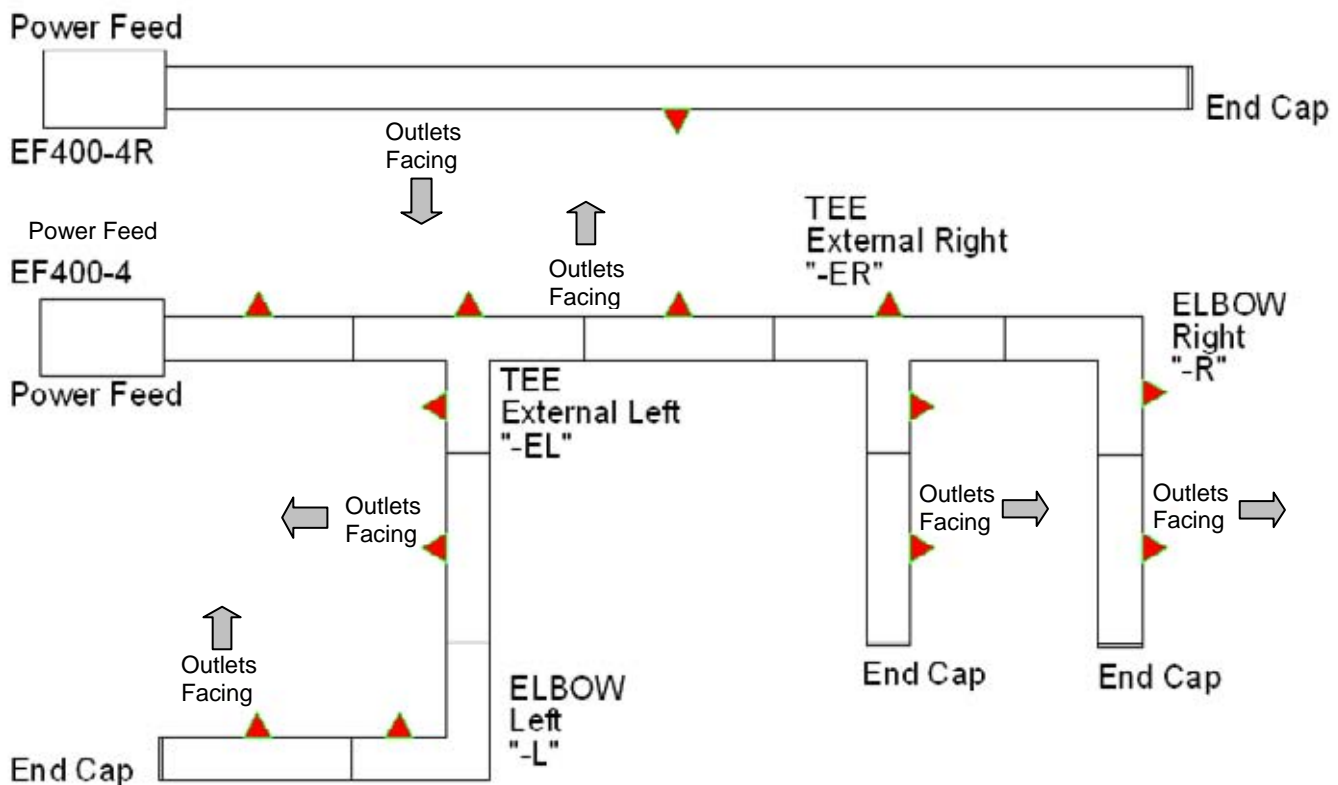 Power Feed
EF400-4R
End Cap
Outlets
Facing
Outlets
Facing
Power Feed
EF400-4
Power Feed
TEE
External Right
"-ER"
ELBOW
Right
"-R"
TEE
External Left
"-EL"
Outlets
Facing
Outlets
Facing
Outlets
Facing
Outlets
Facing
End Cap
End Cap
ELBOW
Left
"-L"
End Cap